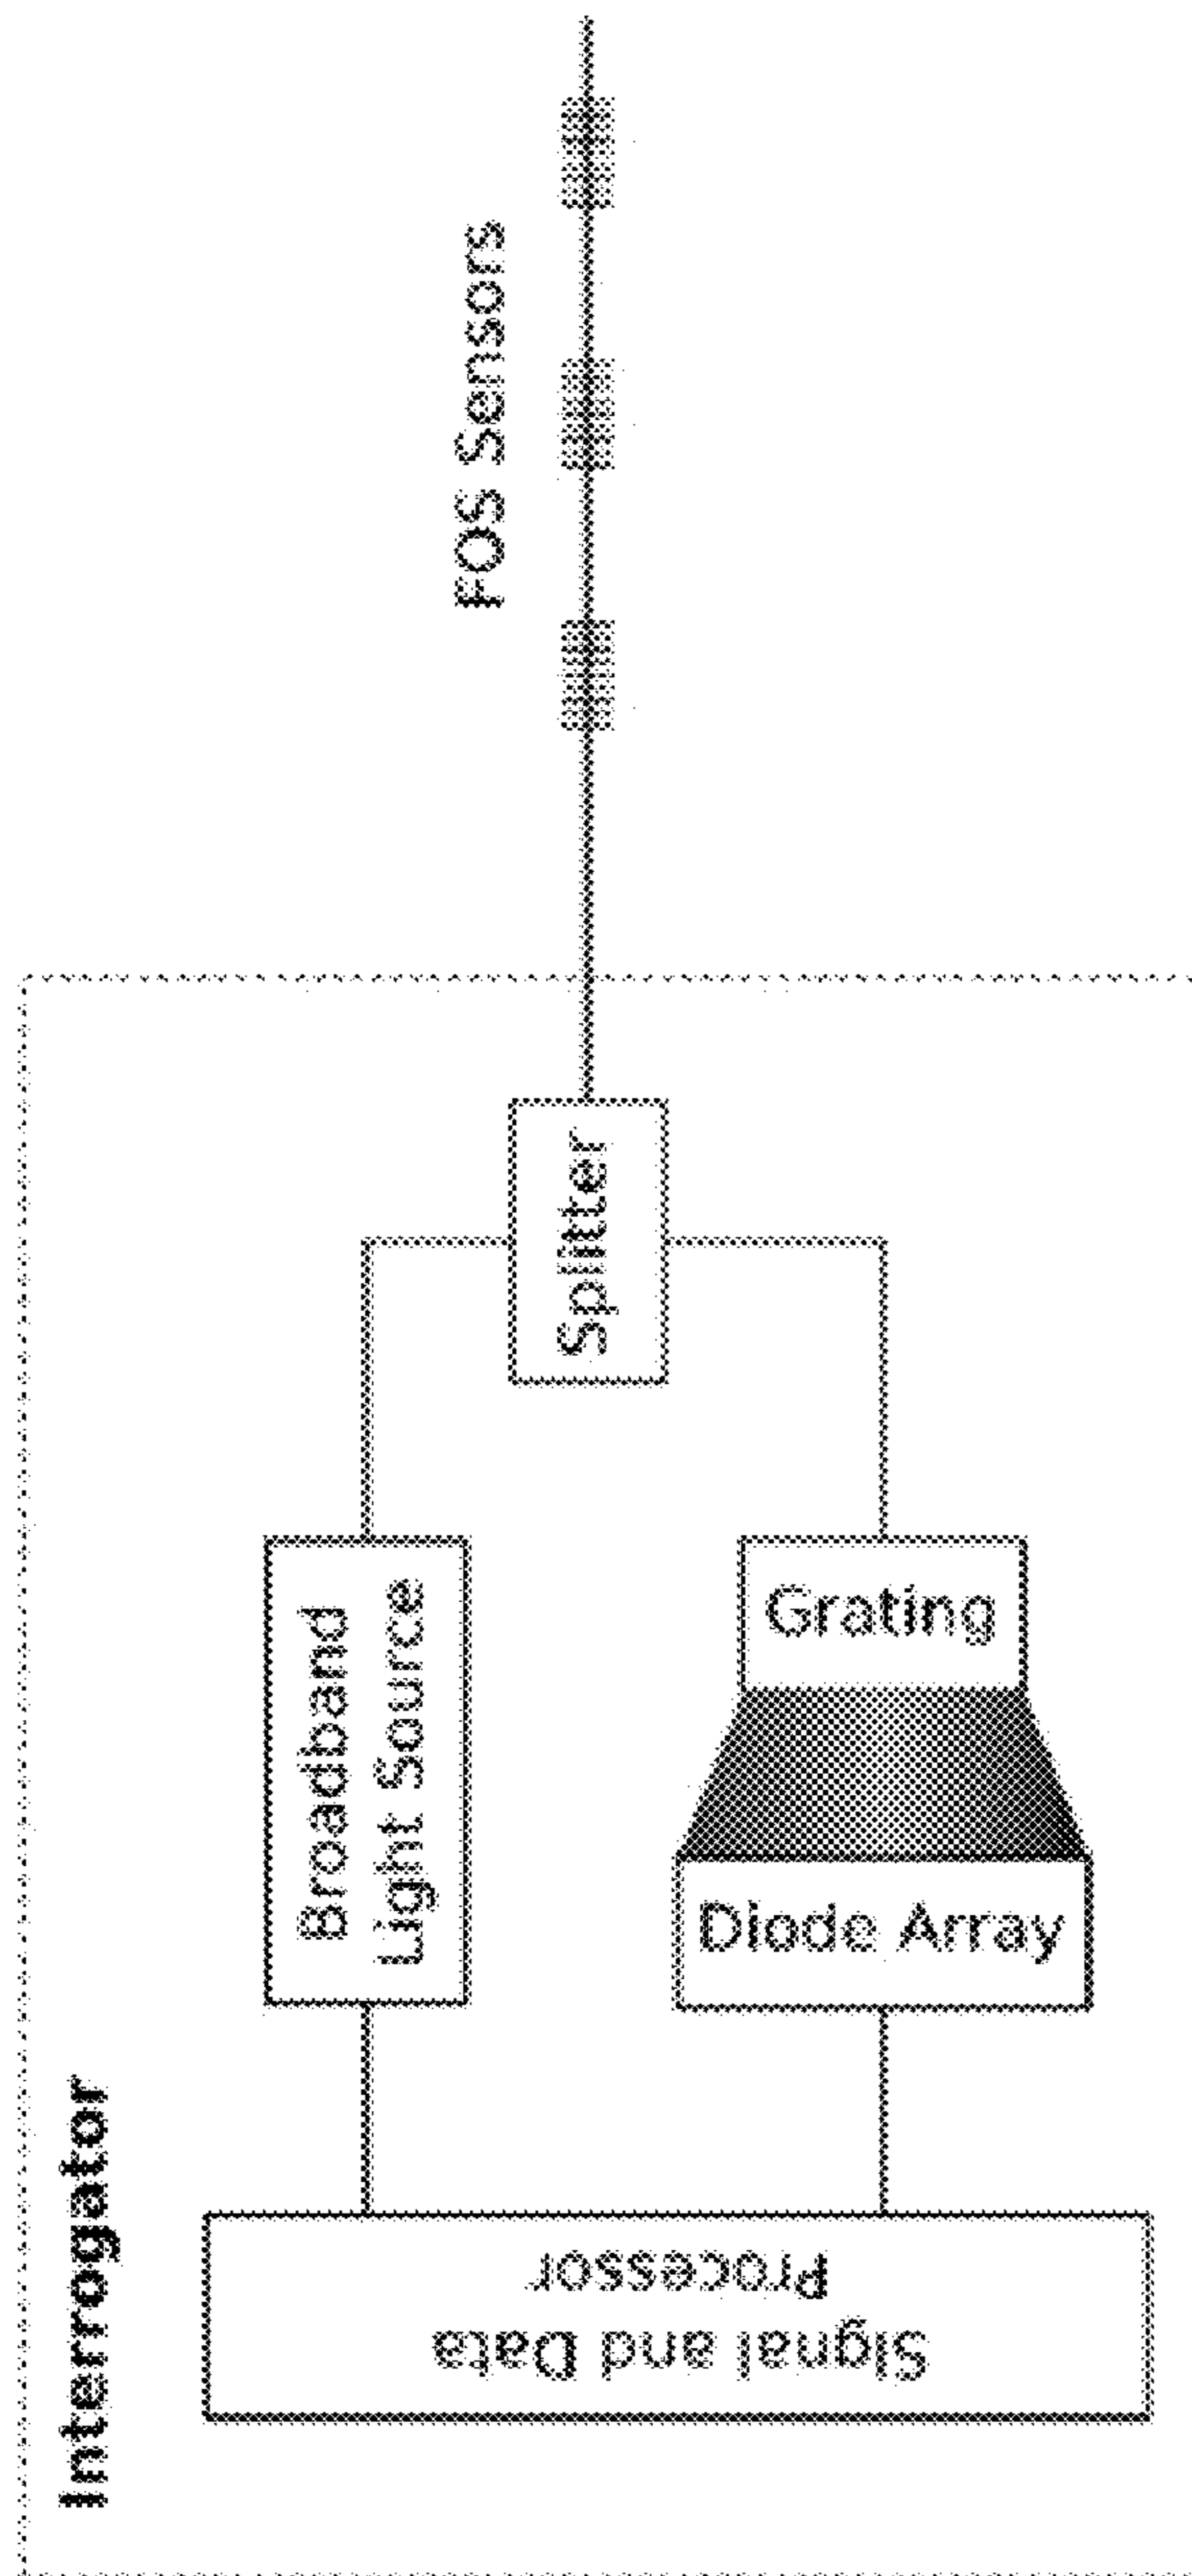 Interrogator
Signal and Data
Processor
Broadband
Light Source
Diode Array
Grating
Splitter
FOS Sensors